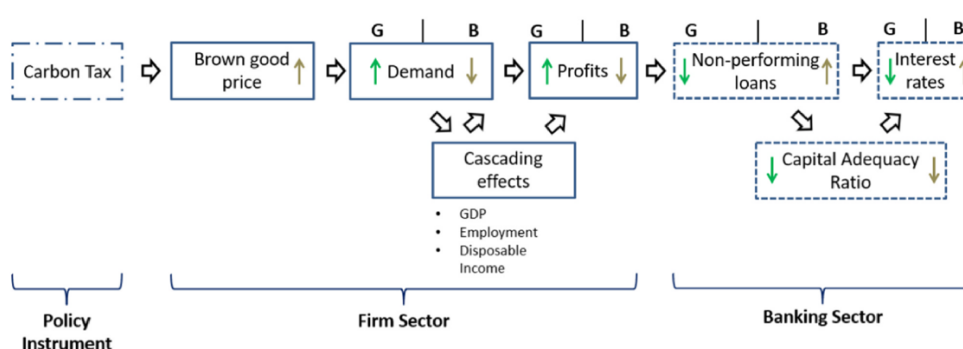 G B G B G B G B
Carbon Tax
Brown good
price
Demand
Profits
Non-performing
loans
Interest
rates
Cascading
effects
Capital Adequacy
Ratio
• GDP
• Employment
• Disposable
Income
Policy
Instrument
Firm Sector
Banking Sector